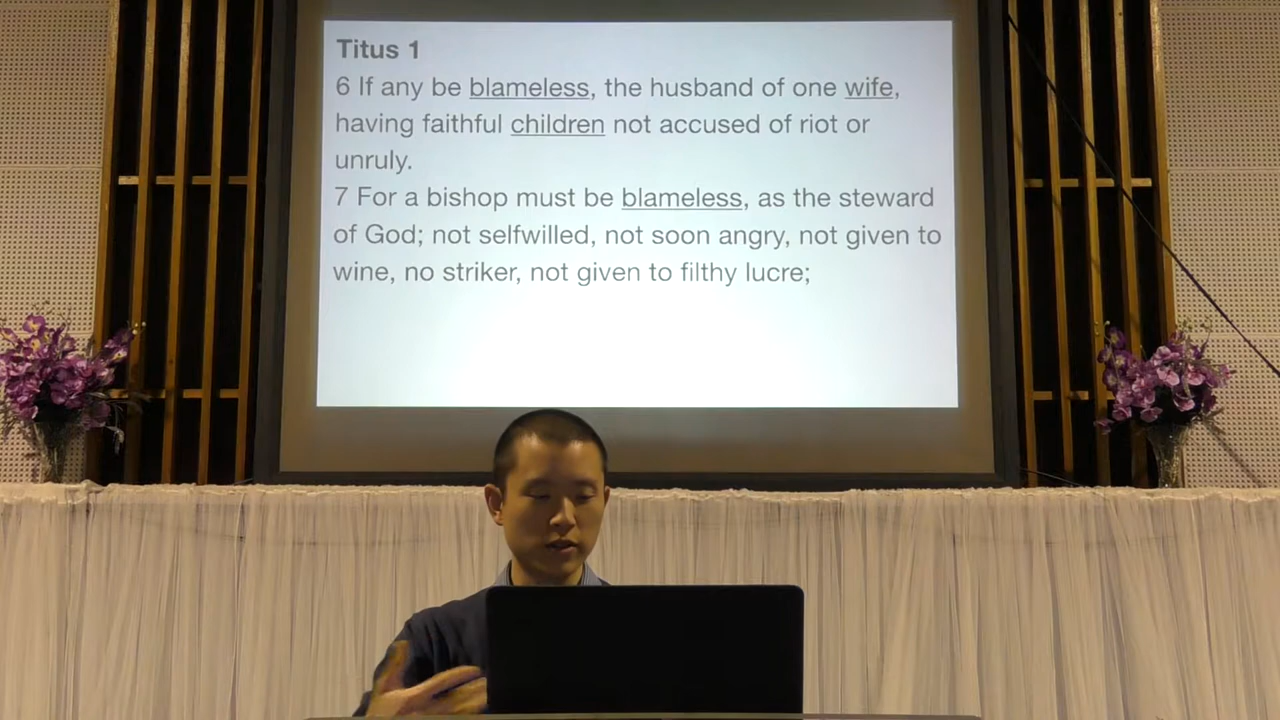 Titus 1
6 If any be blameless, the husband of one wife,
having faithful children not accused of riot or
unruly.
7 For a bishop must be blameless, as the steward
of God; not selfwilled, not soon angry, not given to
wine, no striker, not given to filthy lucre;